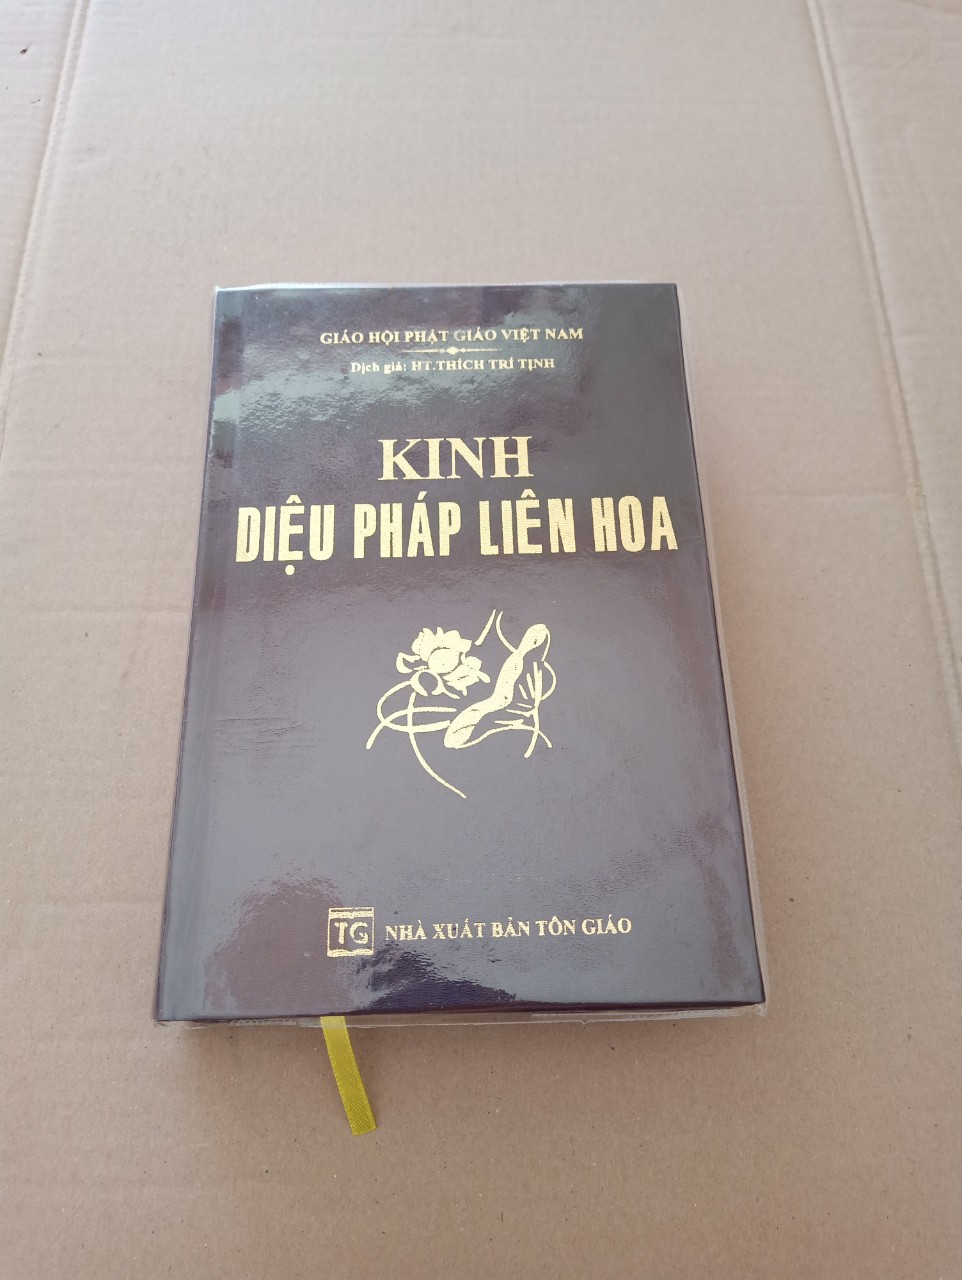 GIÁO HỘI PHẬT GIÁO VIỆT NAM
Dịch giả: HT.THÍCH TRÍ TỊNH
KINH
DIỆU PHÁP LIÊN HOA
TG NHÀ XUẤT BẢN TÔN GIÁO